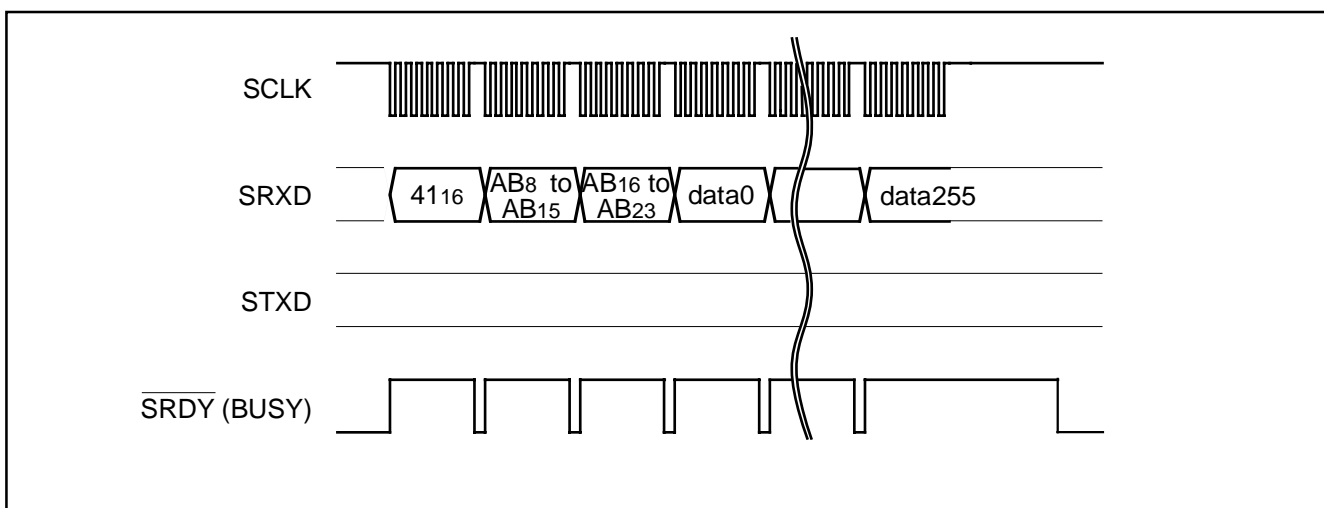 SCLK
SRXD
4116
AB8 to
AB15
AB16 to
AB23
data0
data255
STXD
SRDY (BUSY)